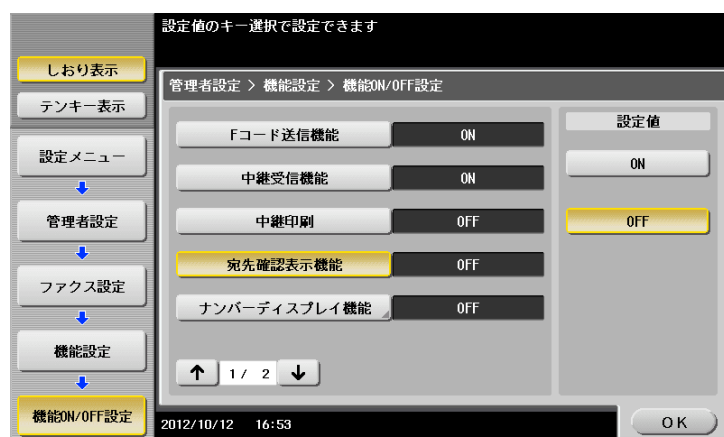 設定値のキー選択で設定できます
しおり表示
テンキー表示
設定メニュー
管理者設定
ファクス設定
機能設定
機能ON/OFF設定
管理者設定 > 機能設定 > 機能ON/OFF設定
Fコード送信機能 ON
中継受信機能 ON
中継印刷 OFF
宛先確認表示機能 OFF
ナンバーディスプレイ機能 OFF
↑ 1/ 2 ↓
設定値
ON
OFF
2012/10/12 16:53
OK